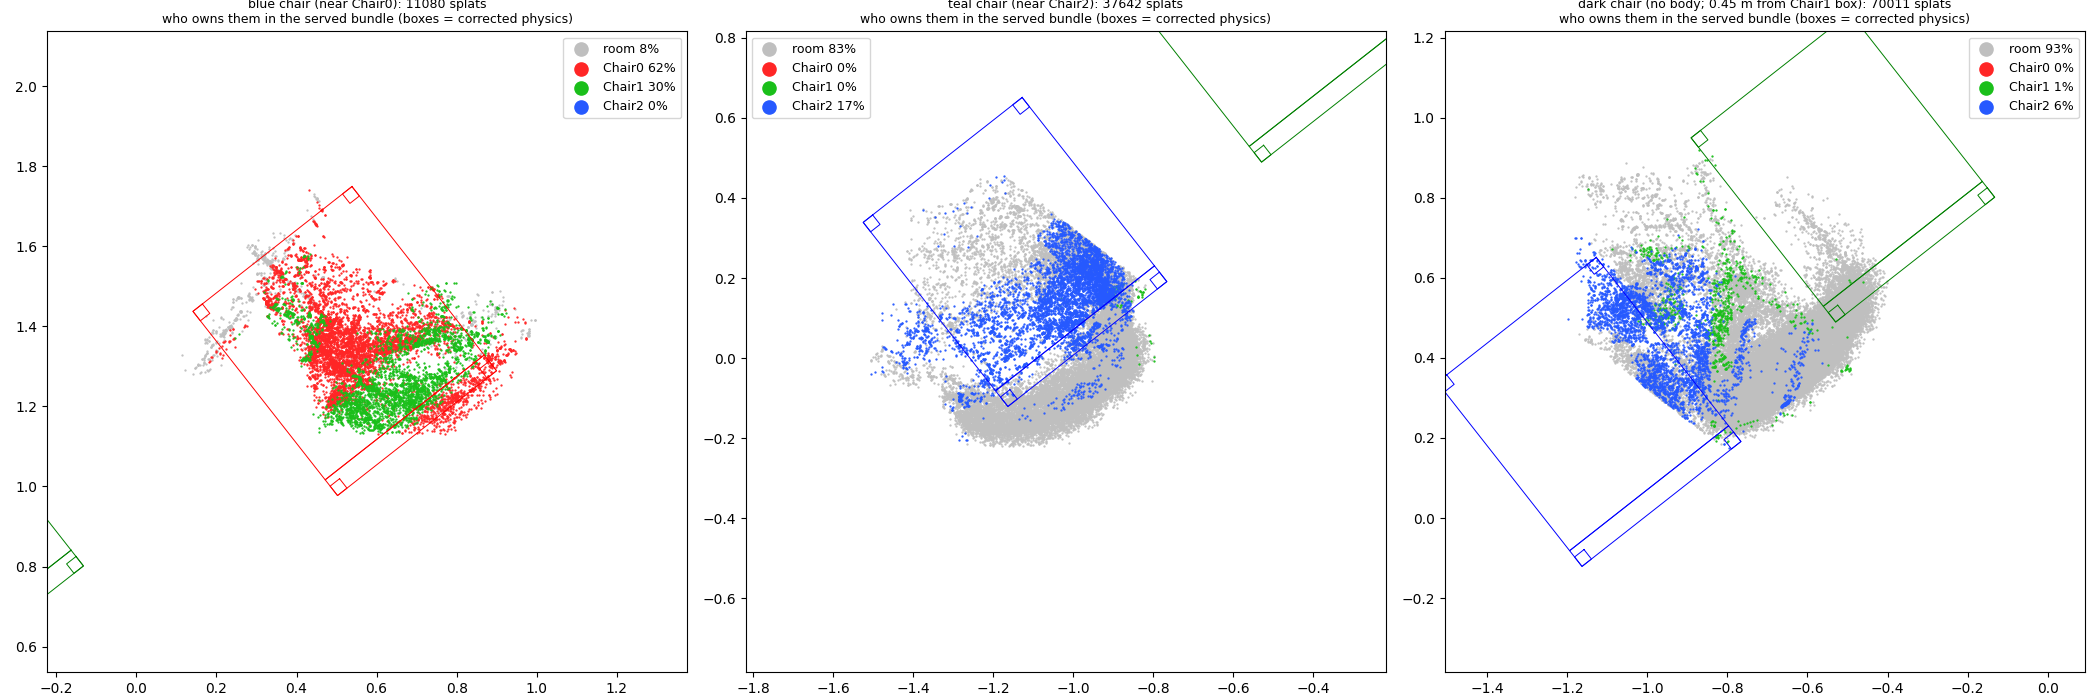 blue chair (near Chair0): 11080 splats
who owns them in the served bundle (boxes = corrected physics)
room 8%
Chair0 62%
Chair1 30%
Chair2 0%
2.0
1.8
1.6
1.4
1.2
1.0
0.8
0.6
−0.2 0.0 0.2 0.4 0.6 0.8 1.0 1.2
teal chair (near Chair2): 37642 splats
who owns them in the served bundle (boxes = corrected physics)
room 83%
Chair0 0%
Chair1 0%
Chair2 17%
0.8
0.6
0.4
0.2
0.0
−0.2
−0.4
−0.6
−1.8 −1.6 −1.4 −1.2 −1.0 −0.8 −0.6 −0.4
dark chair (no body; 0.45 m from Chair1 box): 70011 splats
who owns them in the served bundle (boxes = corrected physics)
room 93%
Chair0 0%
Chair1 1%
Chair2 6%
1.2
1.0
0.8
0.6
0.4
0.2
0.0
−0.2
−1.4 −1.2 −1.0 −0.8 −0.6 −0.4 −0.2 0.0